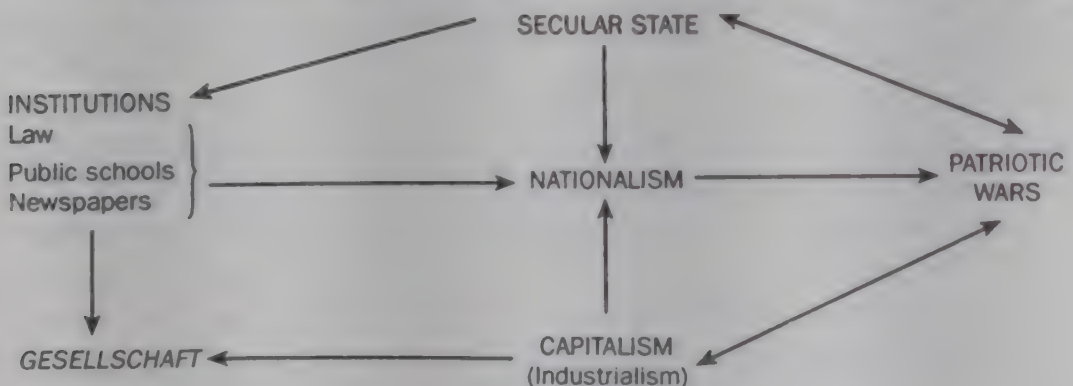 SECULAR STATE
INSTITUTIONS
Law
Public schools
Newspapers
NATIONALISM
PATRIOTIC
WARS
GESELLSCHAFT
CAPITALISM
(Industrialism)